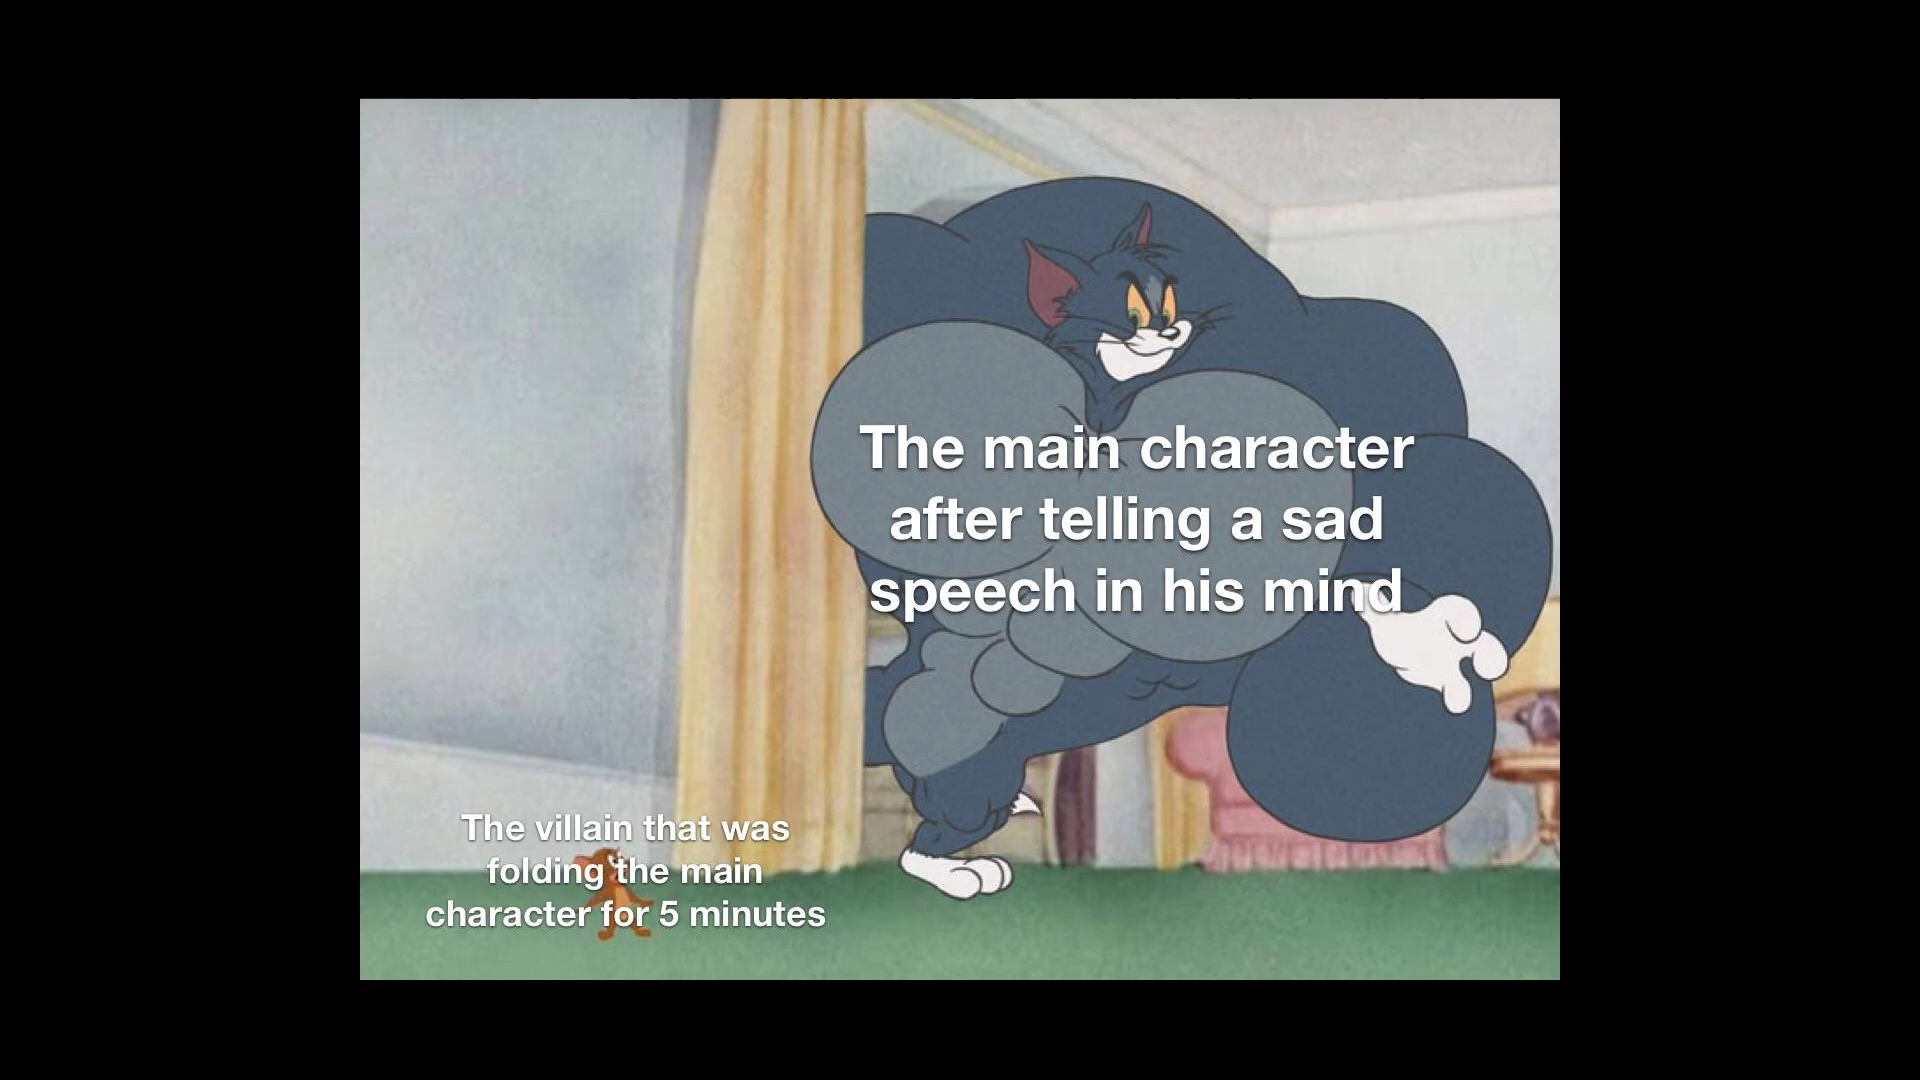 The main character
after telling a sad
speech in his mind
The villain that was
folding the main
character for 5 minutes